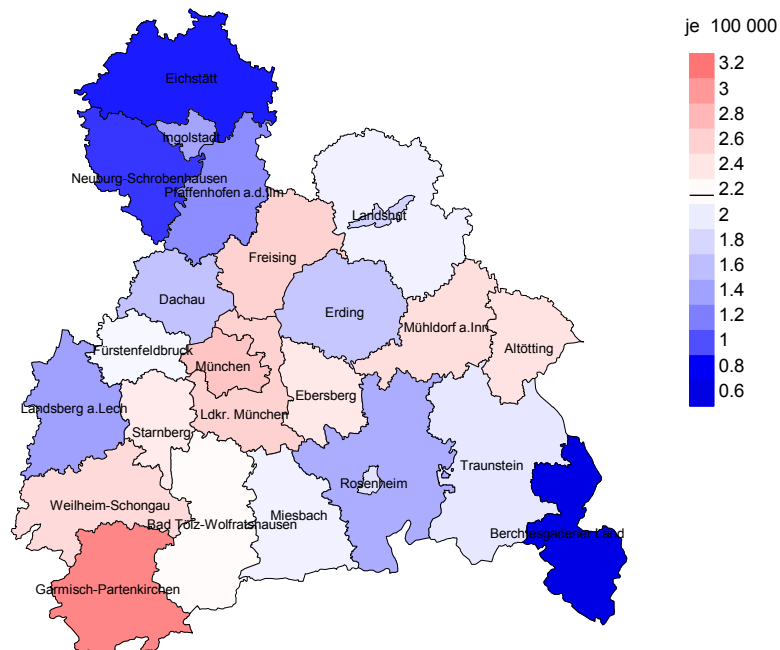 je 100 000
3.2
3
2.8
2.6
2.4
2.2
2
1.8
1.6
1.4
1.2
1
0.8
0.6
Eichstätt
Ingolstadt
Neuburg-Schrobenhausen
Pfaffenhofen a.d.Ilm
Landshut
Freising
Dachau
Erding
Mühldorf a.Inn
Altötting
Fürstenfeldbruck
München
Ebersberg
Landsberg a.Lech
Ldkr. München
Starnberg
Traunstein
Rosenheim
Weilheim-Schongau
Miesbach
Bad Tölz-Wolfratshausen
Berchtesgadener Land
Garmisch-Partenkirchen